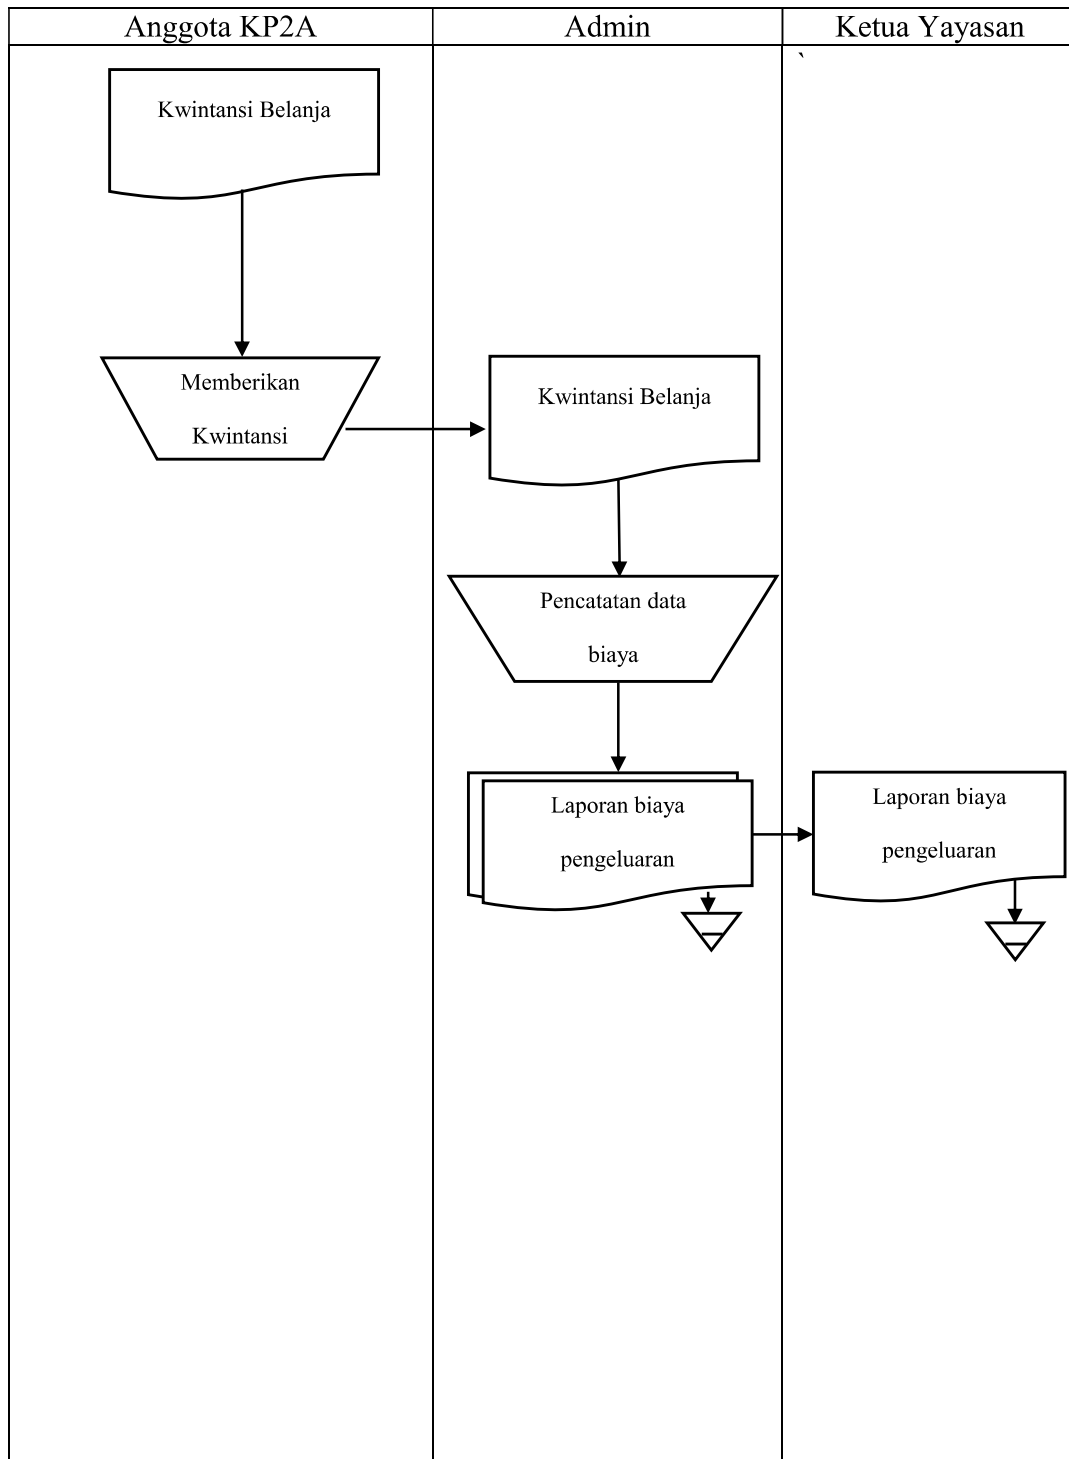 Anggota KP2A
Admin
Ketua Yayasan
`
Kwintansi Belanja
Memberikan
Kwintansi
Kwintansi Belanja
Pencatatan data
biaya
Laporan biaya
pengeluaran
Laporan biaya
pengeluaran